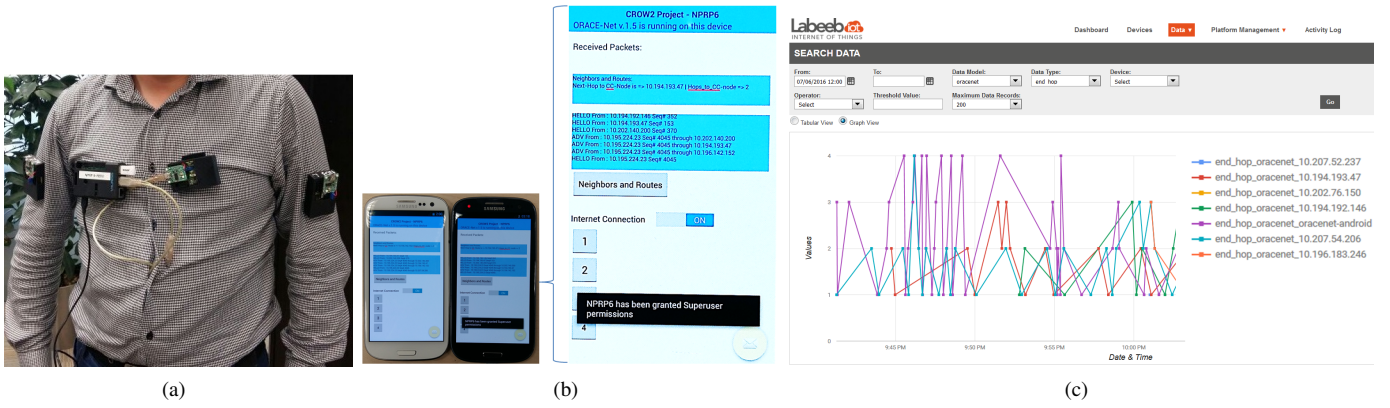 CROW2 Project - NPRP6
ORACE-Net v.1.5 is running on this device
Received Packets:
Neighbors and Routes:
Next-Hop to CC-Node is => 10.194.193.47 | Hops_to_CC-node => 2
HELLO From : 10.194.192.146 Seq# 352
HELLO From : 10.194.193.47 Seq# 163
HELLO From : 10.202.140.200 Seq# 370
ADV From : 10.195.224.23 Seq# 4045 through 10.202.140.200
ADV From : 10.195.224.23 Seq# 4045 through 10.194.193.47
ADV From : 10.195.224.23 Seq# 4045 through 10.196.142.152
HELLO From : 10.195.224.23 Seq# 4045
Neighbors and Routes
Internet Connection ON
1
2
NPRP6 has been granted Superuser
permissions
4
SAMSUNG
Labeeb iot
INTERNET OF THINGS
Dashboard Devices Data ▼ Platform Management ▼ Activity Log
SEARCH DATA
From: To: Data Model: Data Type: Device:
07/06/2016 12:00 oracenet end_hop Select
Operator: Threshold Value: Maximum Data Records:
Select 200 Go
Tabular View Graph View
4
3
2
1
0
Values
9:45 PM 9:50 PM 9:55 PM 10:00 PM
Date & Time
end_hop_oracenet_10.207.52.237
end_hop_oracenet_10.194.193.47
end_hop_oracenet_10.202.76.150
end_hop_oracenet_10.194.192.146
end_hop_oracenet_oracenet-android
end_hop_oracenet_10.207.54.206
end_hop_oracenet_10.196.183.246
(a) (b) (c)